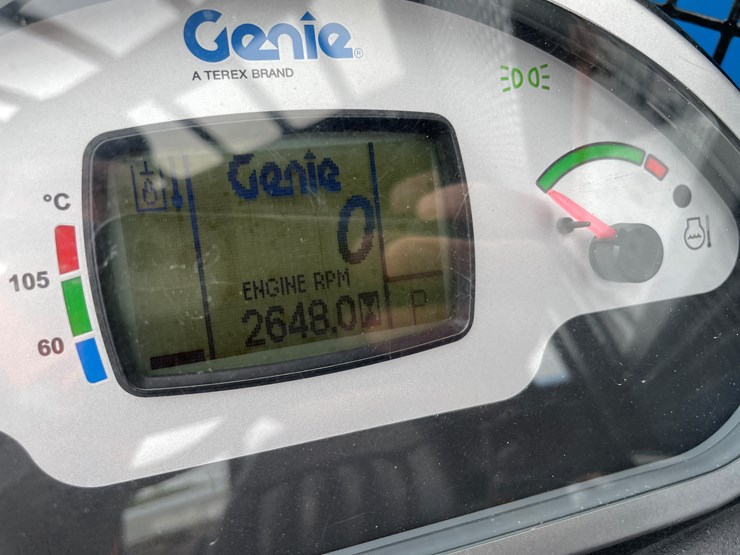 Genie®
A TEREX BRAND
°C
105
60
Genie
0
ENGINE RPM
2648.0
P